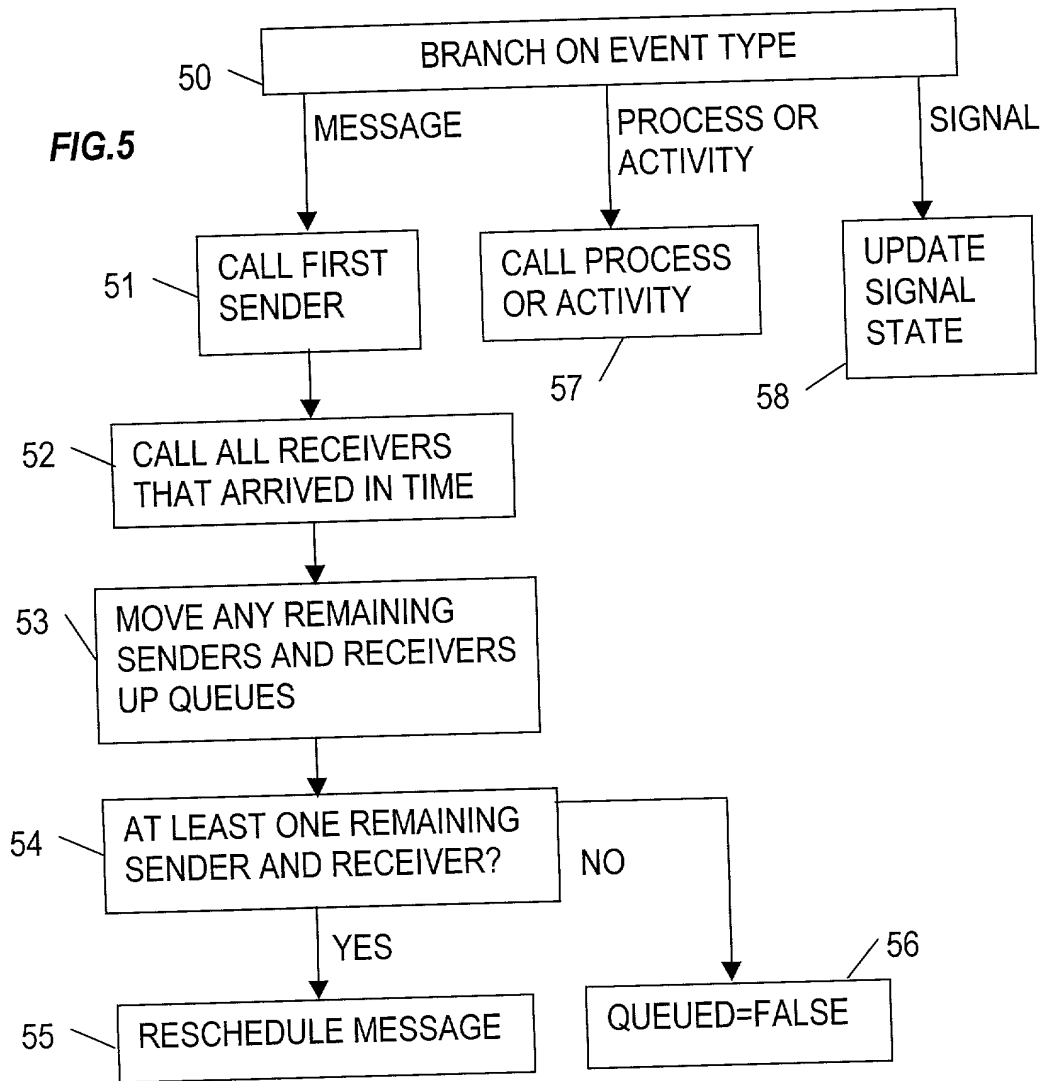 BRANCH ON EVENT TYPE
50
FIG.5
MESSAGE
PROCESS OR
ACTIVITY
SIGNAL
51
CALL FIRST
SENDER
CALL PROCESS
OR ACTIVITY
57
UPDATE
SIGNAL
STATE
58
52
CALL ALL RECEIVERS
THAT ARRIVED IN TIME
53
MOVE ANY REMAINING
SENDERS AND RECEIVERS
UP QUEUES
54
AT LEAST ONE REMAINING
SENDER AND RECEIVER?
NO
YES
56
55
RESCHEDULE MESSAGE
QUEUED=FALSE